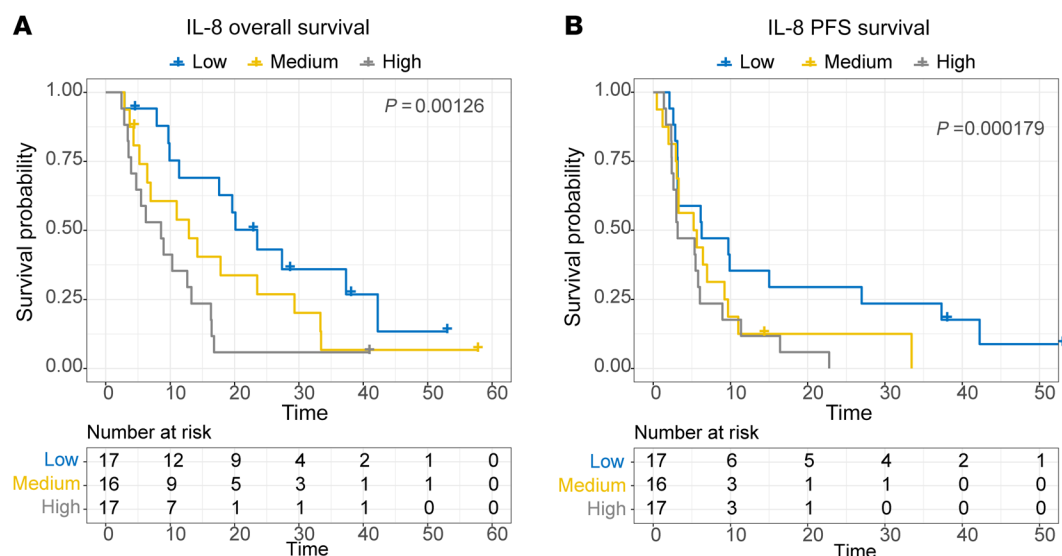 A
IL-8 overall survival
Low Medium High
P = 0.00126
Survival probability
1.00
0.75
0.50
0.25
0.00
0 10 20 30 40 50 60
Time
Number at risk
Low 17 12 9 4 2 1 0
Medium 16 9 5 3 1 1 0
High 17 7 1 1 1 0 0
0 10 20 30 40 50 60
Time
B
IL-8 PFS survival
Low Medium High
P =0.000179
Survival probability
1.00
0.75
0.50
0.25
0.00
0 10 20 30 40 50
Time
Number at risk
Low 17 6 5 4 2 1
Medium 16 3 1 1 0 0
High 17 3 1 0 0 0
0 10 20 30 40 50
Time